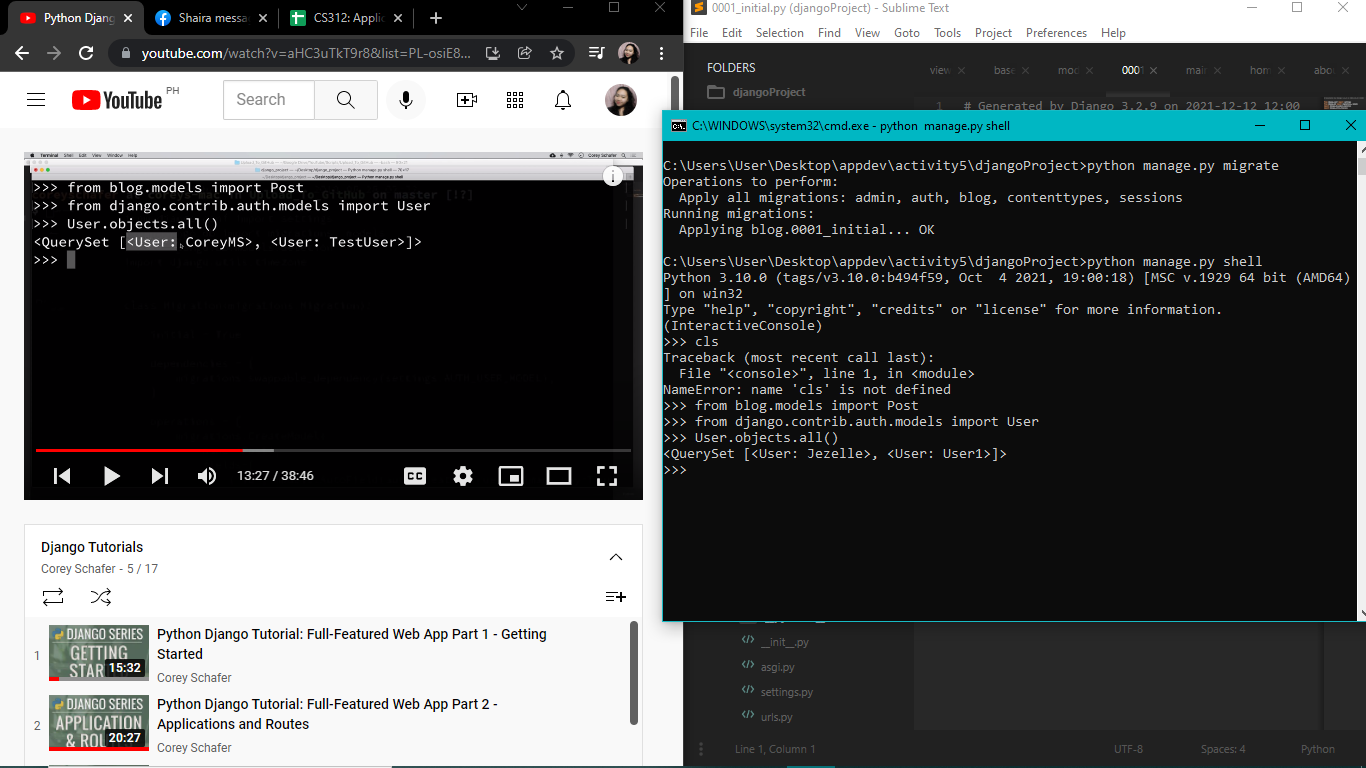 Python Djang
Shaira messa
CS312: Applic
youtube.com/watch?v=aHC3uTkT9r8&list=PL-osiE8...
YouTube PH
Search
>>> from blog.models import Post
>>> from django.contrib.auth.models import User
>>> User.objects.all()
<QuerySet [<User: CoreyMS>, <User: TestUser>]>
>>>
13:27 / 38:46
CC
Django Tutorials
Corey Schafer - 5 / 17
1
DJANGO SERIES
GETTING
STAR
15:32
Python Django Tutorial: Full-Featured Web App Part 1 - Getting
Started
Corey Schafer
2
DJANGO SERIES
APPLICATION
& ROU
20:27
Python Django Tutorial: Full-Featured Web App Part 2 -
Applications and Routes
Corey Schafer
0001_initial.py (djangoProject) - Sublime Text
File Edit Selection Find View Goto Tools Project Preferences Help
FOLDERS
djangoProject
view
base
mod
0001
main
hom
abou
1 # Generated by Django 3.2.9 on 2021-12-12 12:00
C:\WINDOWS\system32\cmd.exe - python manage.py shell
C:\Users\User\Desktop\appdev\activity5\djangoProject>python manage.py migrate
Operations to perform:
Apply all migrations: admin, auth, blog, contenttypes, sessions
Running migrations:
Applying blog.0001_initial... OK
C:\Users\User\Desktop\appdev\activity5\djangoProject>python manage.py shell
Python 3.10.0 (tags/v3.10.0:b494f59, Oct  4 2021, 19:00:18) [MSC v.1929 64 bit (AMD64)
] on win32
Type "help", "copyright", "credits" or "license" for more information.
(InteractiveConsole)
>>> cls
Traceback (most recent call last):
File "<console>", line 1, in <module>
NameError: name 'cls' is not defined
>>> from blog.models import Post
>>> from django.contrib.auth.models import User
>>> User.objects.all()
<QuerySet [<User: Jezelle>, <User: User1>]>
>>>
__init__.py
asgi.py
settings.py
urls.py
Line 1, Column 1
UTF-8
Spaces: 4
Python